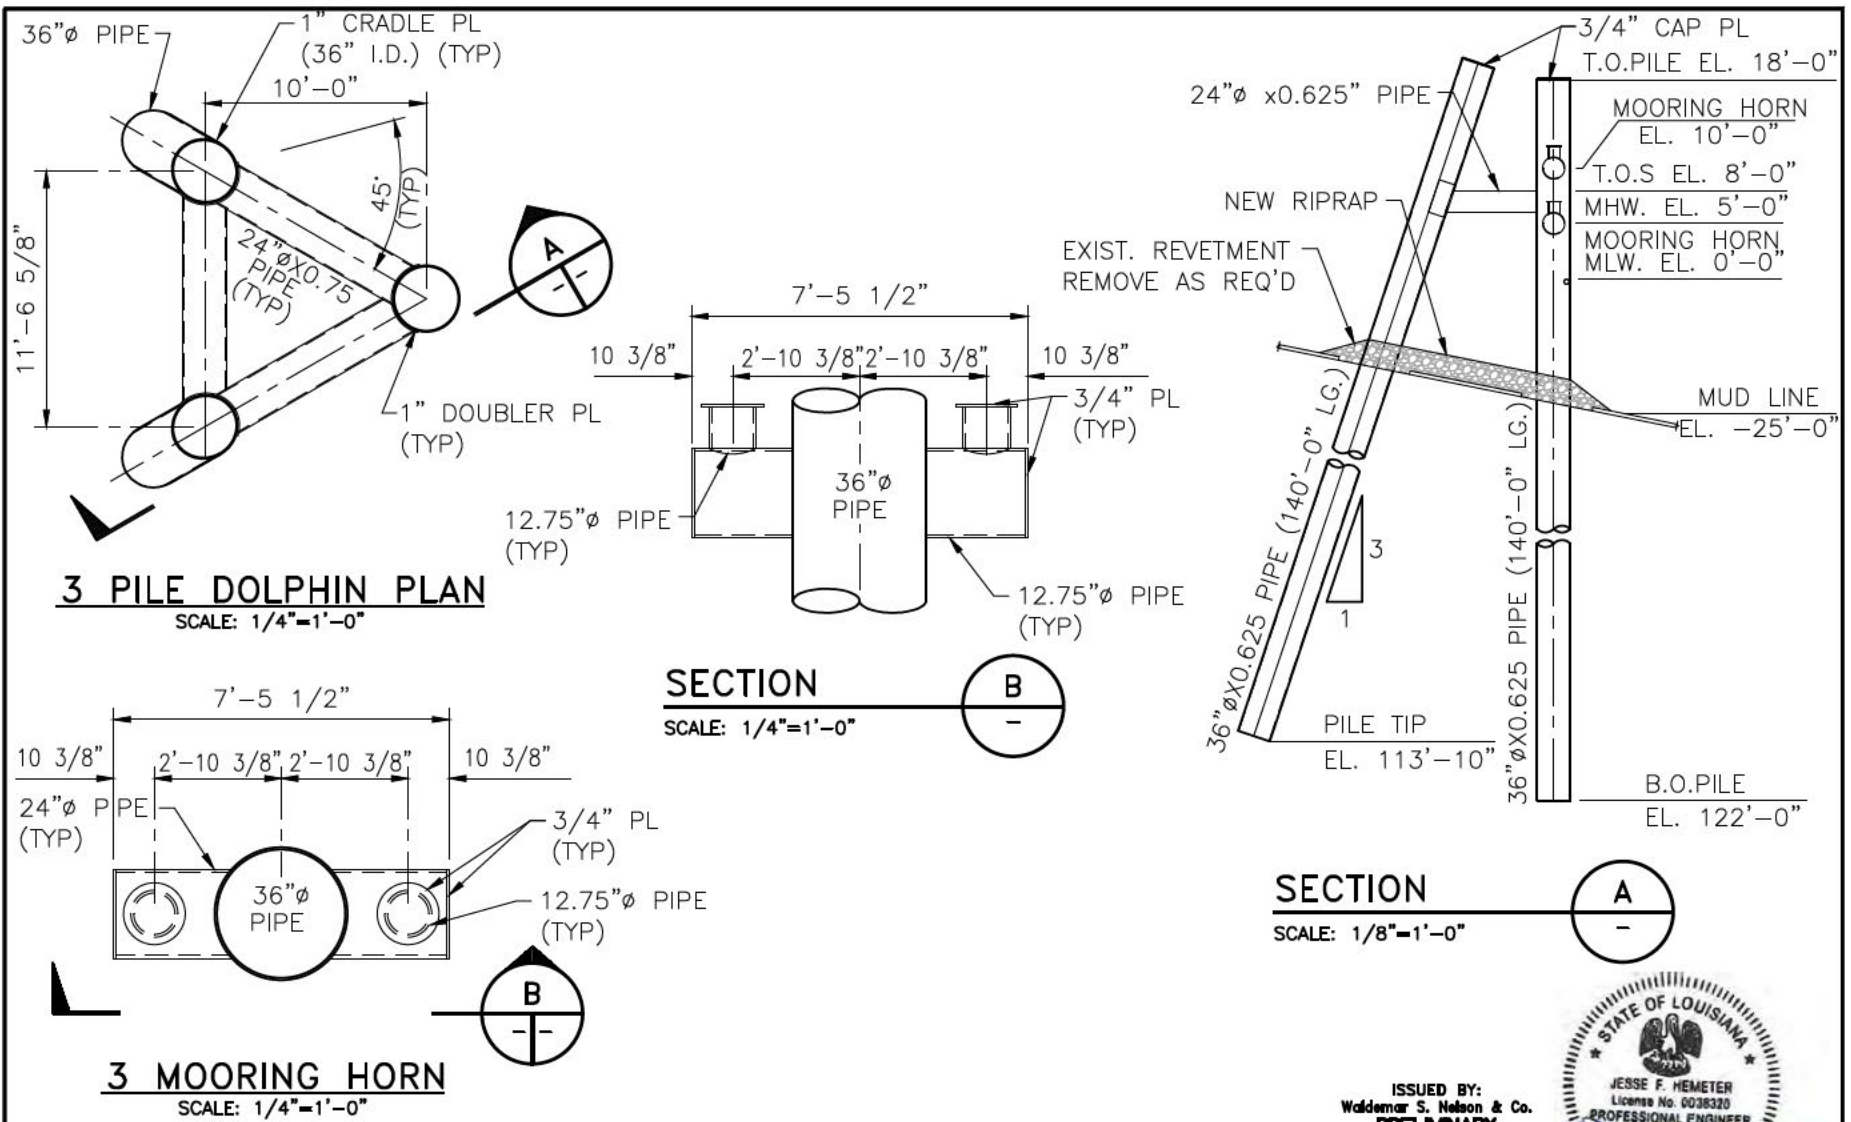 36"ø PIPE
1" CRADLE PL
(36" I.D.) (TYP)
10'-0"
45°
(TYP)
11'-6 5/8"
24"øX0.75
PIPE
(TYP)
A
-
1" DOUBLER PL
(TYP)
3 PILE DOLPHIN PLAN
SCALE: 1/4"=1'-0"
7'-5 1/2"
10 3/8"
2'-10 3/8"
2'-10 3/8"
10 3/8"
3/4" PL
(TYP)
36"ø
PIPE
12.75"ø PIPE
(TYP)
12.75"ø PIPE
(TYP)
SECTION
B
-
SCALE: 1/4"=1'-0"
7'-5 1/2"
10 3/8"
2'-10 3/8"
2'-10 3/8"
10 3/8"
24"ø PIPE
(TYP)
3/4" PL
(TYP)
36"ø
PIPE
12.75"ø PIPE
(TYP)
B
- -
3 MOORING HORN
SCALE: 1/4"=1'-0"
3/4" CAP PL
T.O.PILE EL. 18'-0"
24"ø x0.625" PIPE
MOORING HORN
EL. 10'-0"
T.O.S EL. 8'-0"
NEW RIPRAP
MHW. EL. 5'-0"
MOORING HORN
MLW. EL. 0'-0"
EXIST. REVETMENT
REMOVE AS REQ'D
MUD LINE
EL. -25'-0"
36"øX0.625 PIPE (140'-0" LG.)
3
1
36"øX0.625 PIPE (140'-0" LG.)
PILE TIP
EL. 113'-10"
B.O.PILE
EL. 122'-0"
SECTION
A
-
SCALE: 1/8"=1'-0"
STATE OF LOUISIANA
JESSE F. HEMETER
License No. 0038320
PROFESSIONAL ENGINEER
ISSUED BY:
Waldemar S. Nelson & Co.
PRELIMINARY